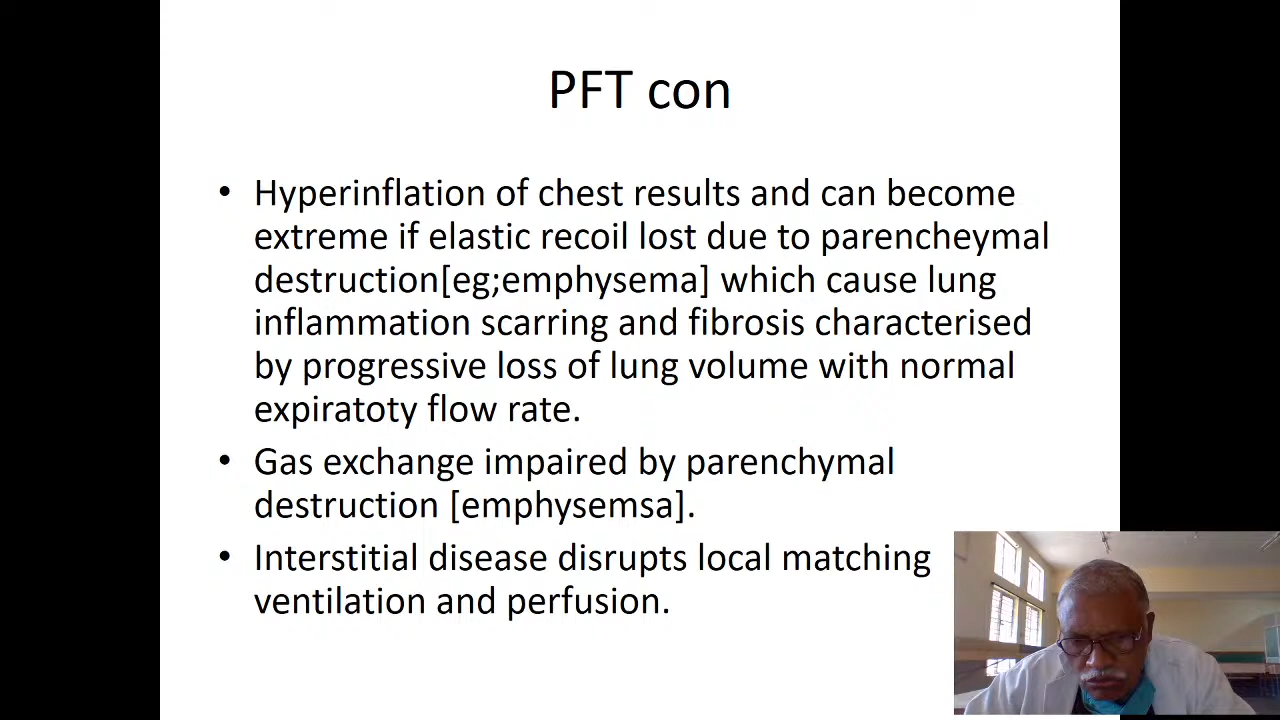 PFT con
• Hyperinflation of chest results and can become
extreme if elastic recoil lost due to parencheymal
destruction[eg;emphysema] which cause lung
inflammation scarring and fibrosis characterised
by progressive loss of lung volume with normal
expiratoty flow rate.
• Gas exchange impaired by parenchymal
destruction [emphysemsa].
• Interstitial disease disrupts local matching
ventilation and perfusion.